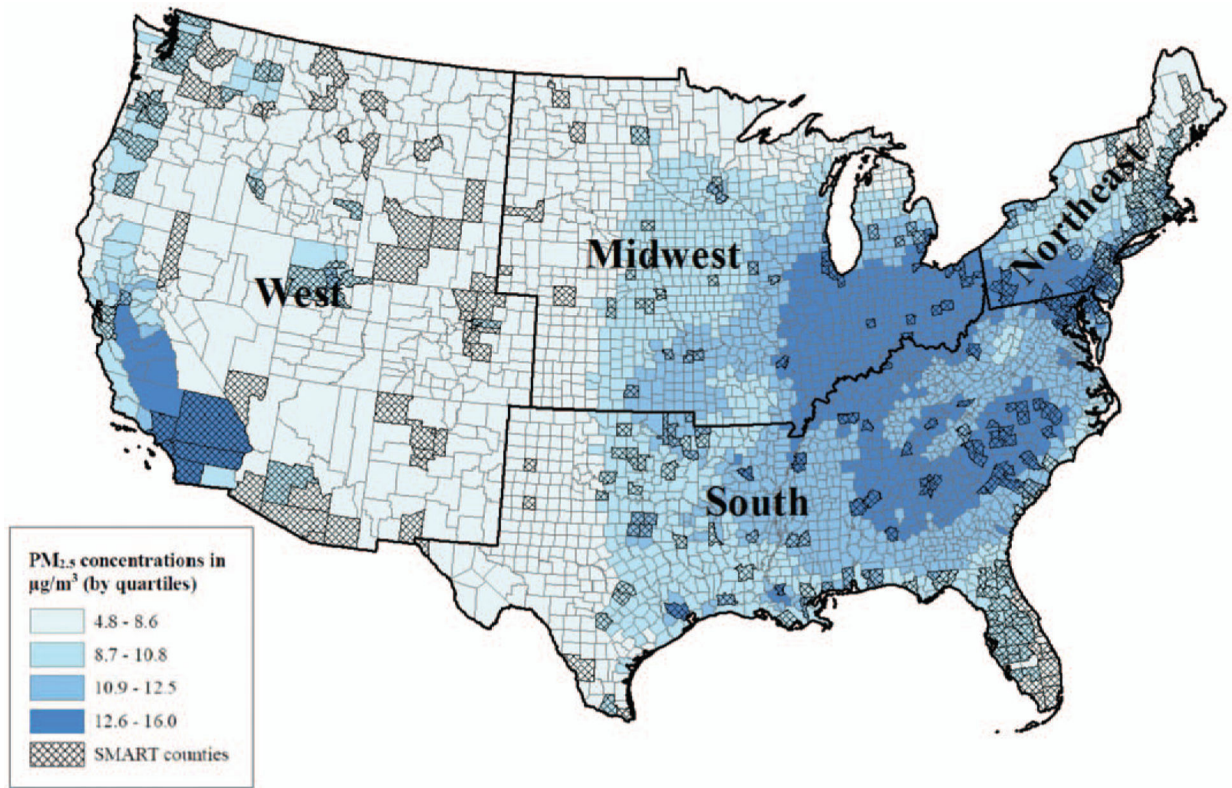 West
Midwest
Northeast
South
PM2.5 concentrations in
µg/m³ (by quartiles)
4.8 - 8.6
8.7 - 10.8
10.9 - 12.5
12.6 - 16.0
SMART counties